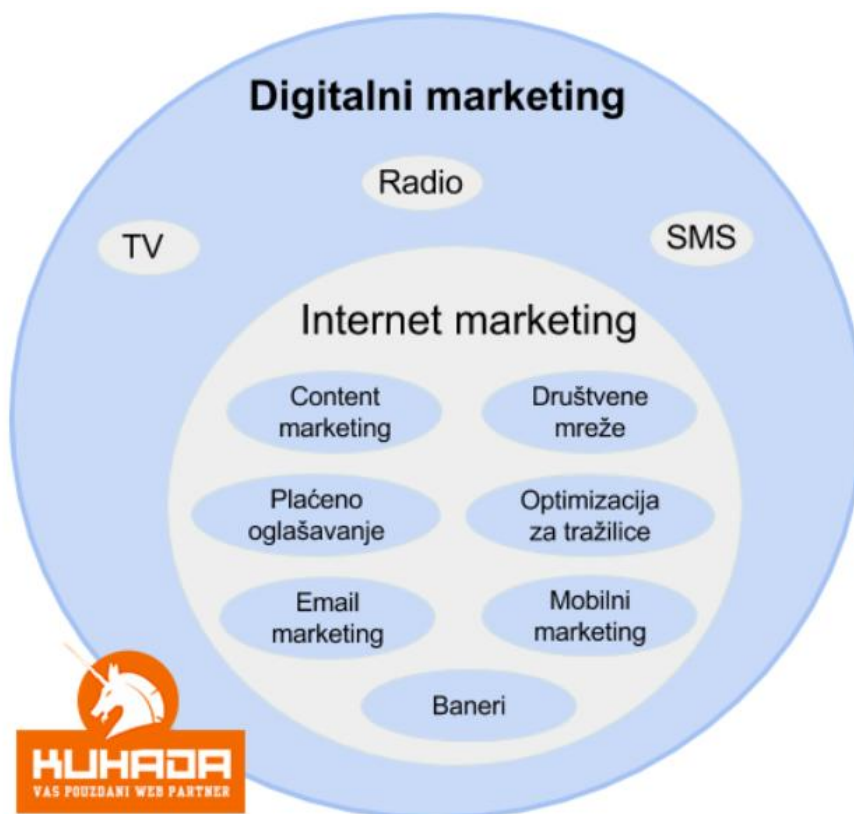 Digitalni marketing
Radio
TV
SMS
Internet marketing
Content
marketing
Društvene
mreže
Plaćeno
oglašavanje
Optimizacija
za tražilice
Email
marketing
Mobilni
marketing
Baneri
KUHADA
VAS POUZDANI WEB PARTNER